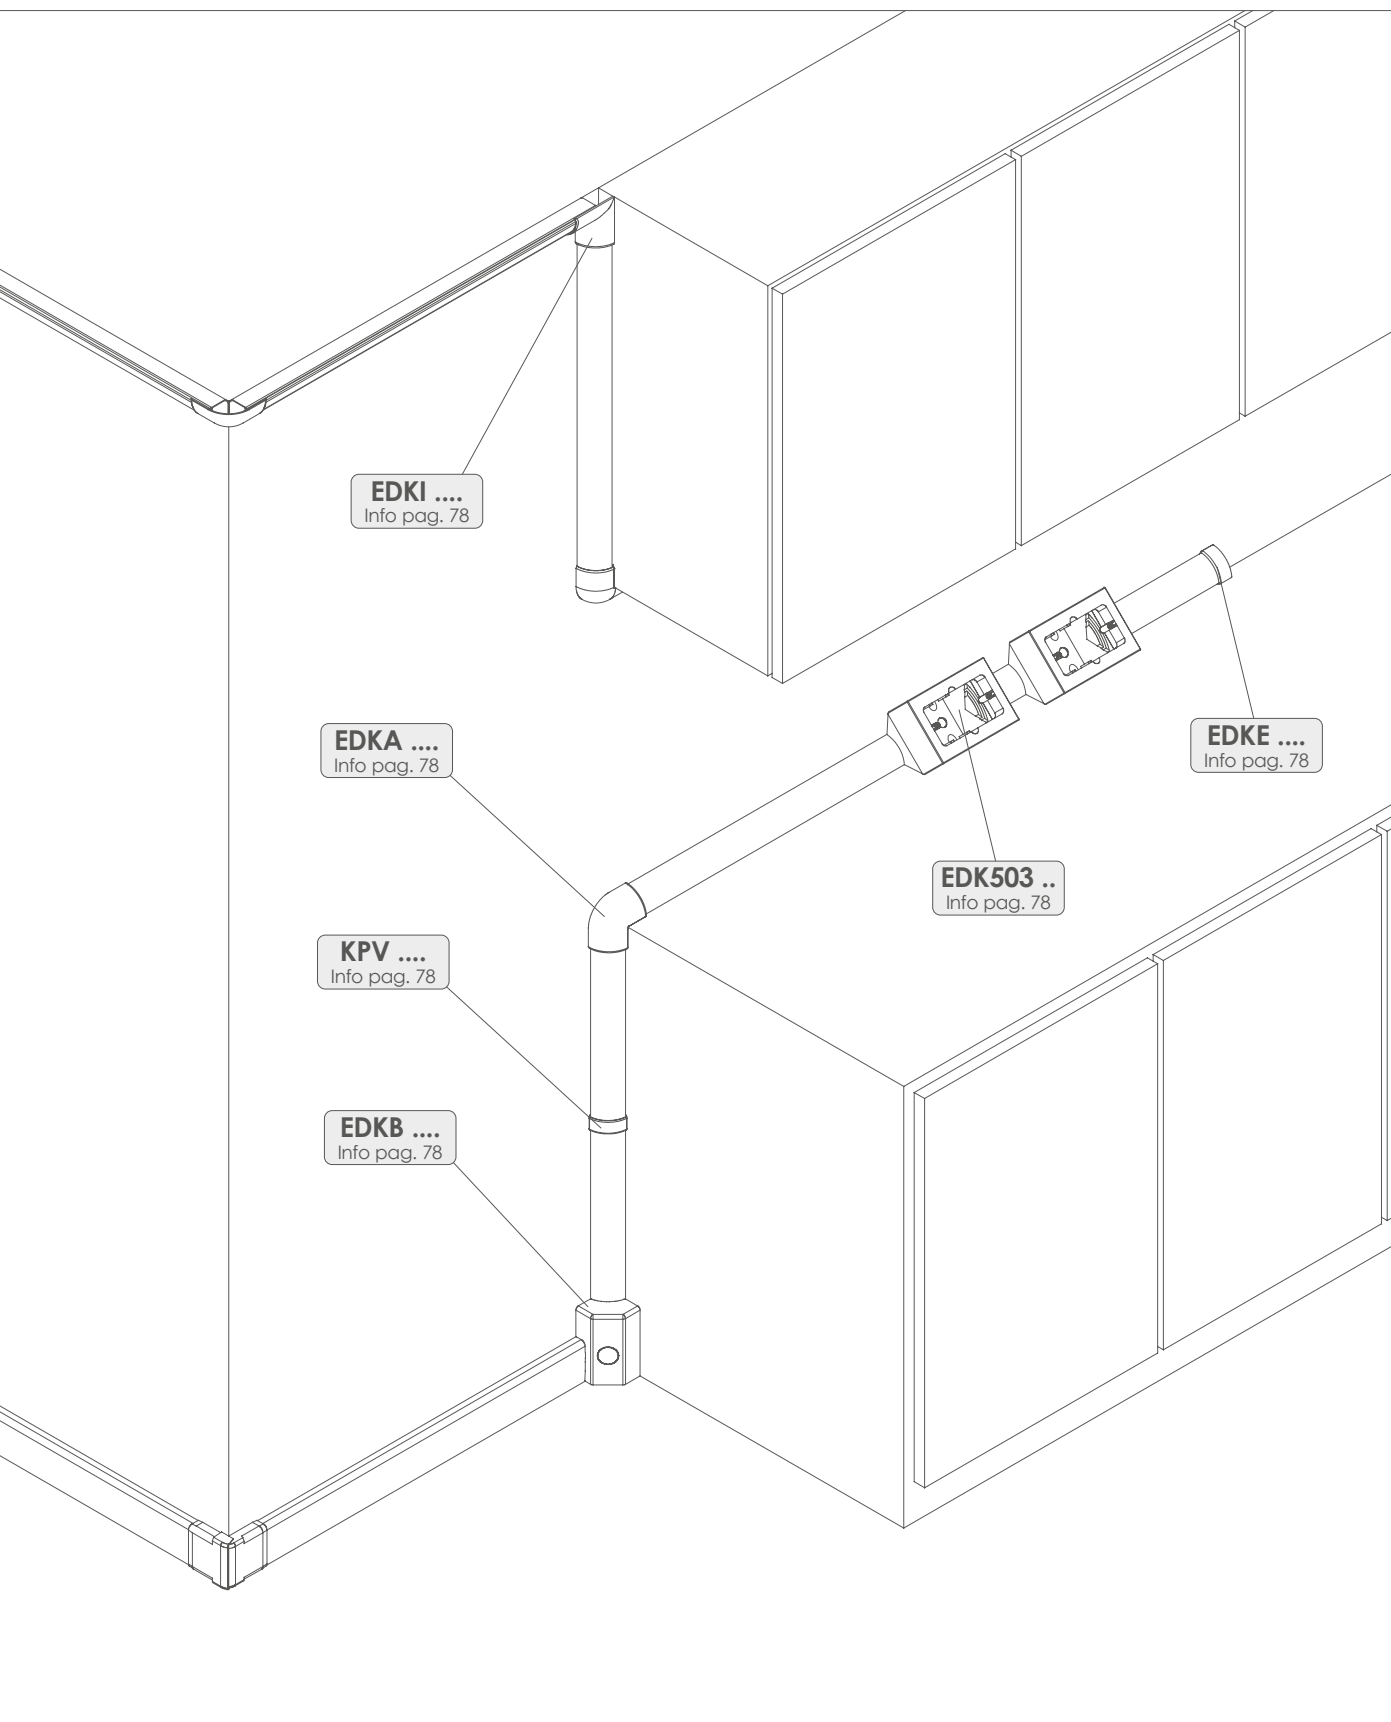 EDKI ....
Info pag. 78
EDKA ....
Info pag. 78
EDKE ....
Info pag. 78
EDK503 ..
Info pag. 78
KPV ....
Info pag. 78
EDKB ....
Info pag. 78